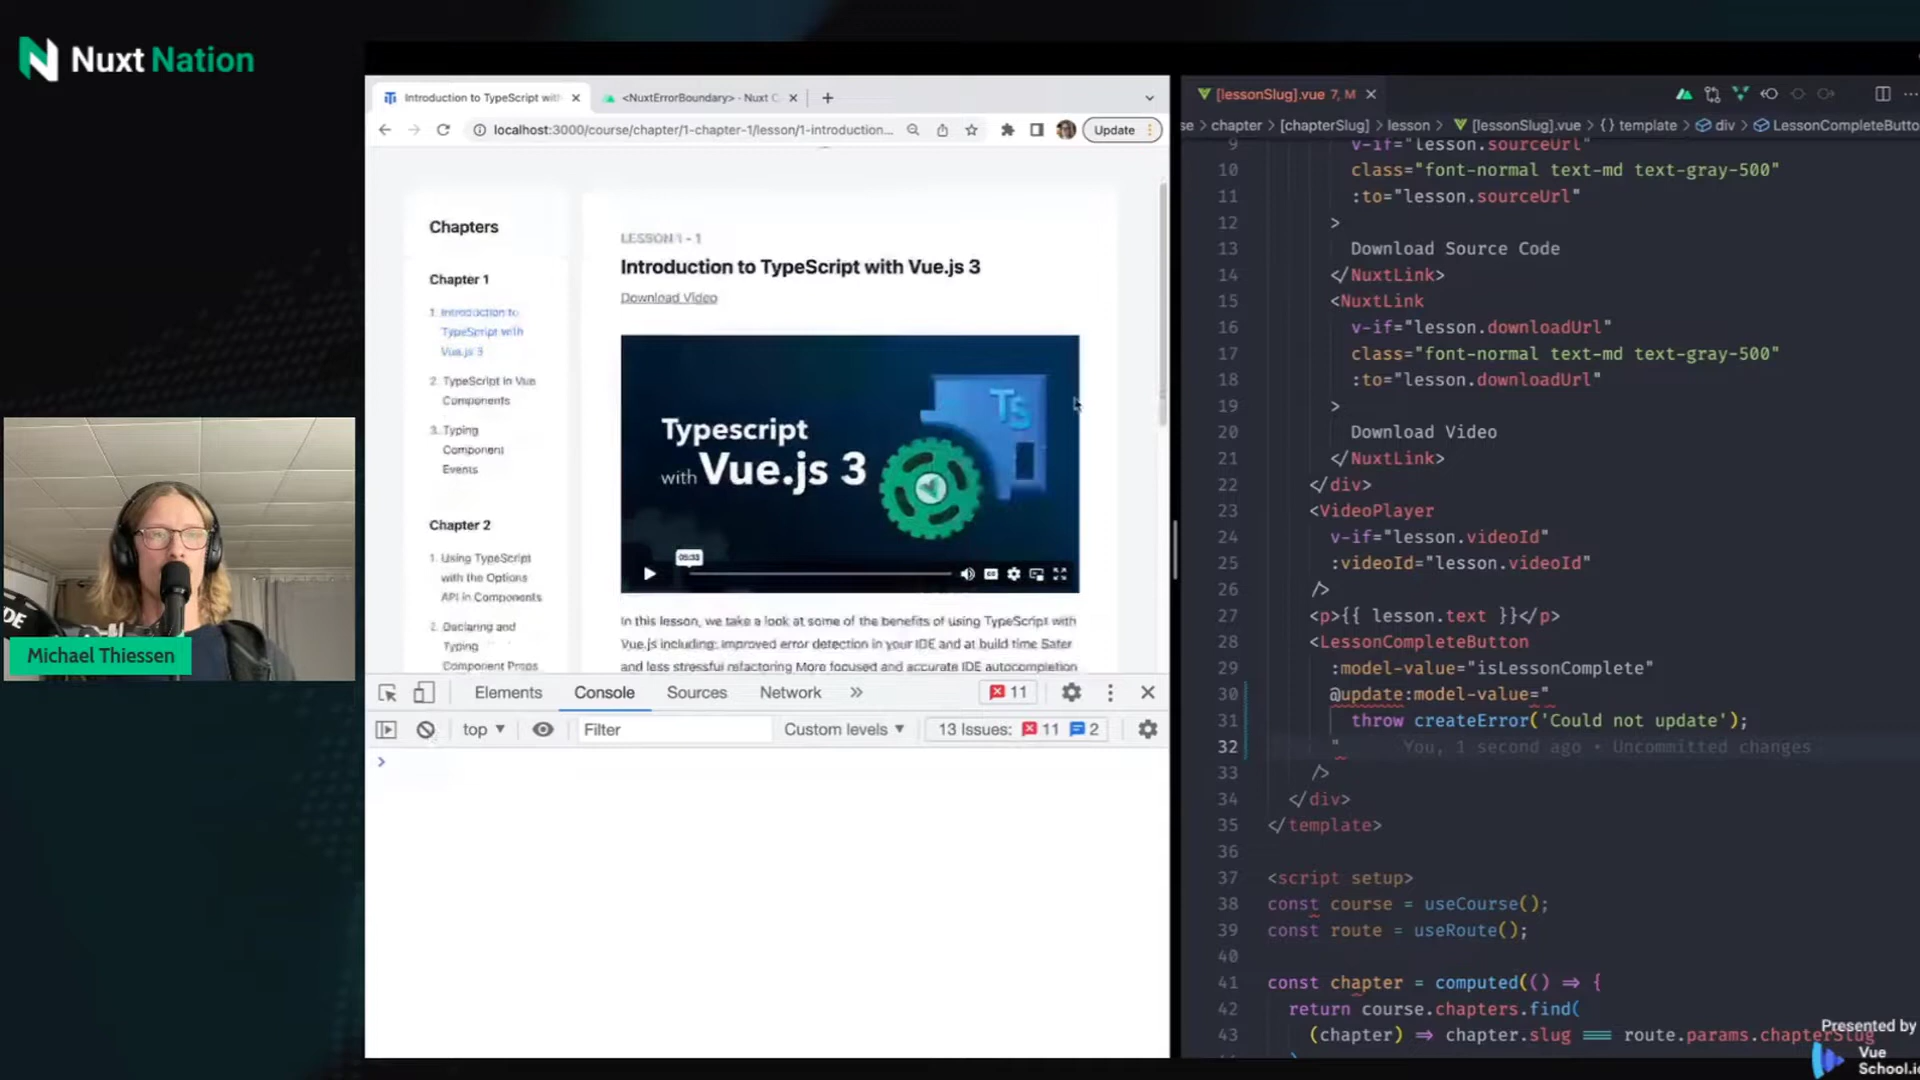 Nuxt Nation
Introduction to TypeScript with
<NuxtErrorBoundary> - Nuxt C
localhost:3000/course/chapter/1-chapter-1/lesson/1-introduction...
Update
Chapters
Chapter 1
1. Introduction to
TypeScript with
Vue.js 3
2. TypeScript in Vue
Components
3. Typing
Component
Events
Chapter 2
1. Using TypeScript
with the Options
API in Components
2. Declaring and
Typing
Component Props
LESSON 1 - 1
Introduction to TypeScript with Vue.js 3
Download Video
TS
Typescript
with Vue.js 3
05:33
In this lesson, we take a look at some of the benefits of using TypeScript with
Vue.js including: improved error detection in your IDE and at build time Safer
and less stressful refactoring More focused and accurate IDE autocompletion
Elements
Console
Sources
Network
11
top
Filter
Custom levels
13 Issues:
11
2
Michael Thiessen
[lessonSlug].vue 7, M
se > chapter > [chapterSlug] > lesson > [lessonSlug].vue > {} template > div > LessonCompleteButto
9 v-if="lesson.sourceUrl"
10 class="font-normal text-md text-gray-500"
11 :to="lesson.sourceUrl"
12 >
13 Download Source Code
14 </NuxtLink>
15 <NuxtLink
16 v-if="lesson.downloadUrl"
17 class="font-normal text-md text-gray-500"
18 :to="lesson.downloadUrl"
19 >
20 Download Video
21 </NuxtLink>
22 </div>
23 <VideoPlayer
24 v-if="lesson.videoId"
25 :videoId="lesson.videoId"
26 />
27 <p>{{ lesson.text }}</p>
28 <LessonCompleteButton
29 :model-value="isLessonComplete"
30 @update:model-value="
31 throw createError('Could not update');
32 " You, 1 second ago • Uncommitted changes
33 />
34 </div>
35 </template>
36
37 <script setup>
38 const course = useCourse();
39 const route = useRoute();
40
41 const chapter = computed(() => {
42 return course.chapters.find(
43 (chapter) => chapter.slug === route.params.chapterSlug
Presented by
Vue
School.io